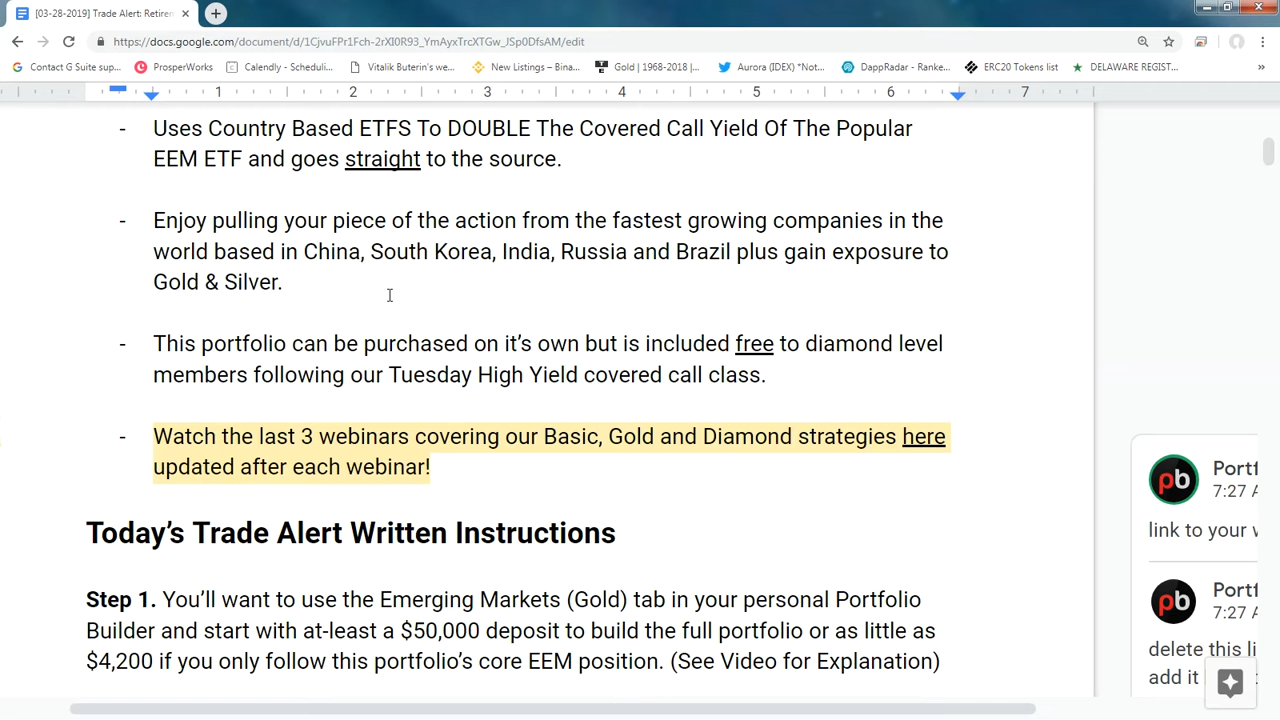 [03-28-2019] Trade Alert: Retirem
https://docs.google.com/document/d/1CjvuFPr1Fch-2rXI0R93_YmAyxTrcXTGw_JSp0DfsAM/edit
Contact G Suite sup... ProsperWorks Calendly - Scheduli... Vitalik Buterin's we... New Listings – Bina... Gold | 1968-2018 |... Aurora (IDEX) *Not... DappRadar - Ranke... ERC20 Tokens list DELAWARE REGIST... »
1 2 3 4 5 6 7
- Uses Country Based ETFS To DOUBLE The Covered Call Yield Of The Popular
EEM ETF and goes straight to the source.
- Enjoy pulling your piece of the action from the fastest growing companies in the
world based in China, South Korea, India, Russia and Brazil plus gain exposure to
Gold & Silver.
- This portfolio can be purchased on it's own but is included free to diamond level
members following our Tuesday High Yield covered call class.
- Watch the last 3 webinars covering our Basic, Gold and Diamond strategies here
updated after each webinar!
Today's Trade Alert Written Instructions
Step 1. You'll want to use the Emerging Markets (Gold) tab in your personal Portfolio
Builder and start with at-least a $50,000 deposit to build the full portfolio or as little as
$4,200 if you only follow this portfolio's core EEM position. (See Video for Explanation)
pb
Portf
7:27 A
link to your w
pb
Portf
7:27 A
delete this li
add it